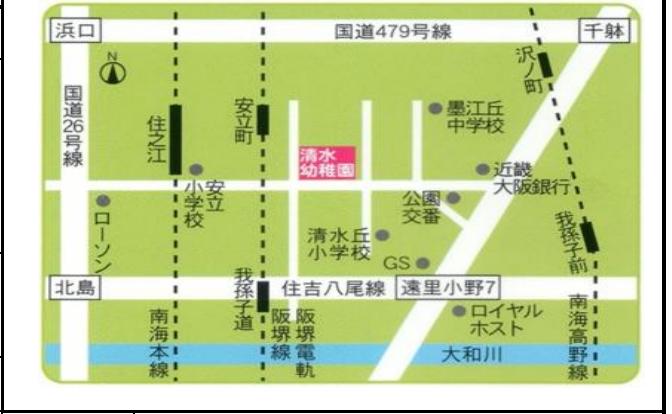 浜口
国道479号線
千躰
N
沢ノ町
国道26号線
住之江
安立町
墨江丘
中学校
清水
幼稚園
近畿
大阪銀行
安立
小学校
公園
交番
ローソン
清水丘
小学校
我孫子前
GS
北島
我孫子道
住吉八尾線
遠里小野7
ロイヤル
ホスト
南海本線
阪堺電軌
阪堺線
大和川
南海高野線